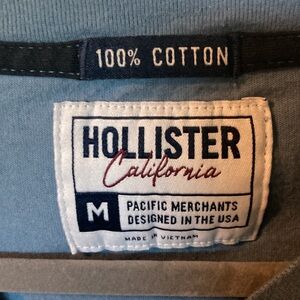 100% COTTON
HOLLISTER
California
M
PACIFIC MERCHANTS
DESIGNED IN THE USA
MADE IN VIETNAM